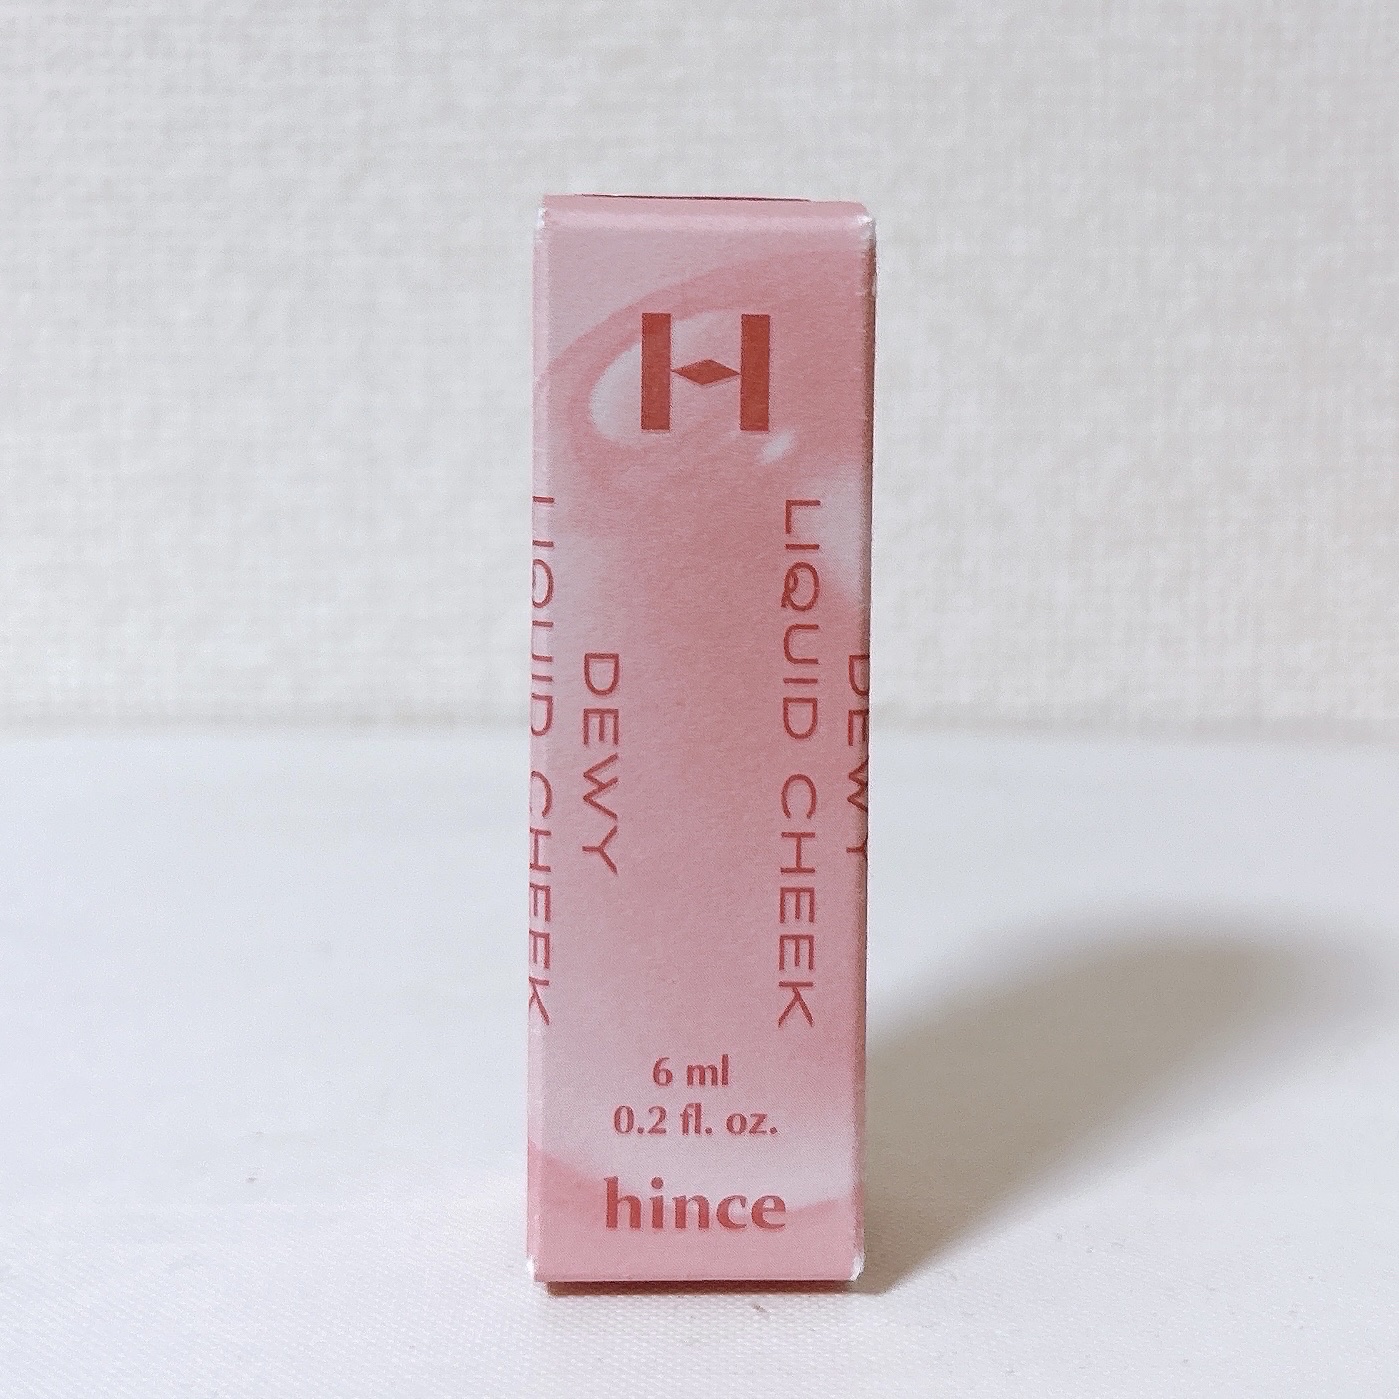 H
LIQUID CHEEK
DEWY
LIQUID CHEEK
DEWY
6 ml
0.2 fl. oz.
hince